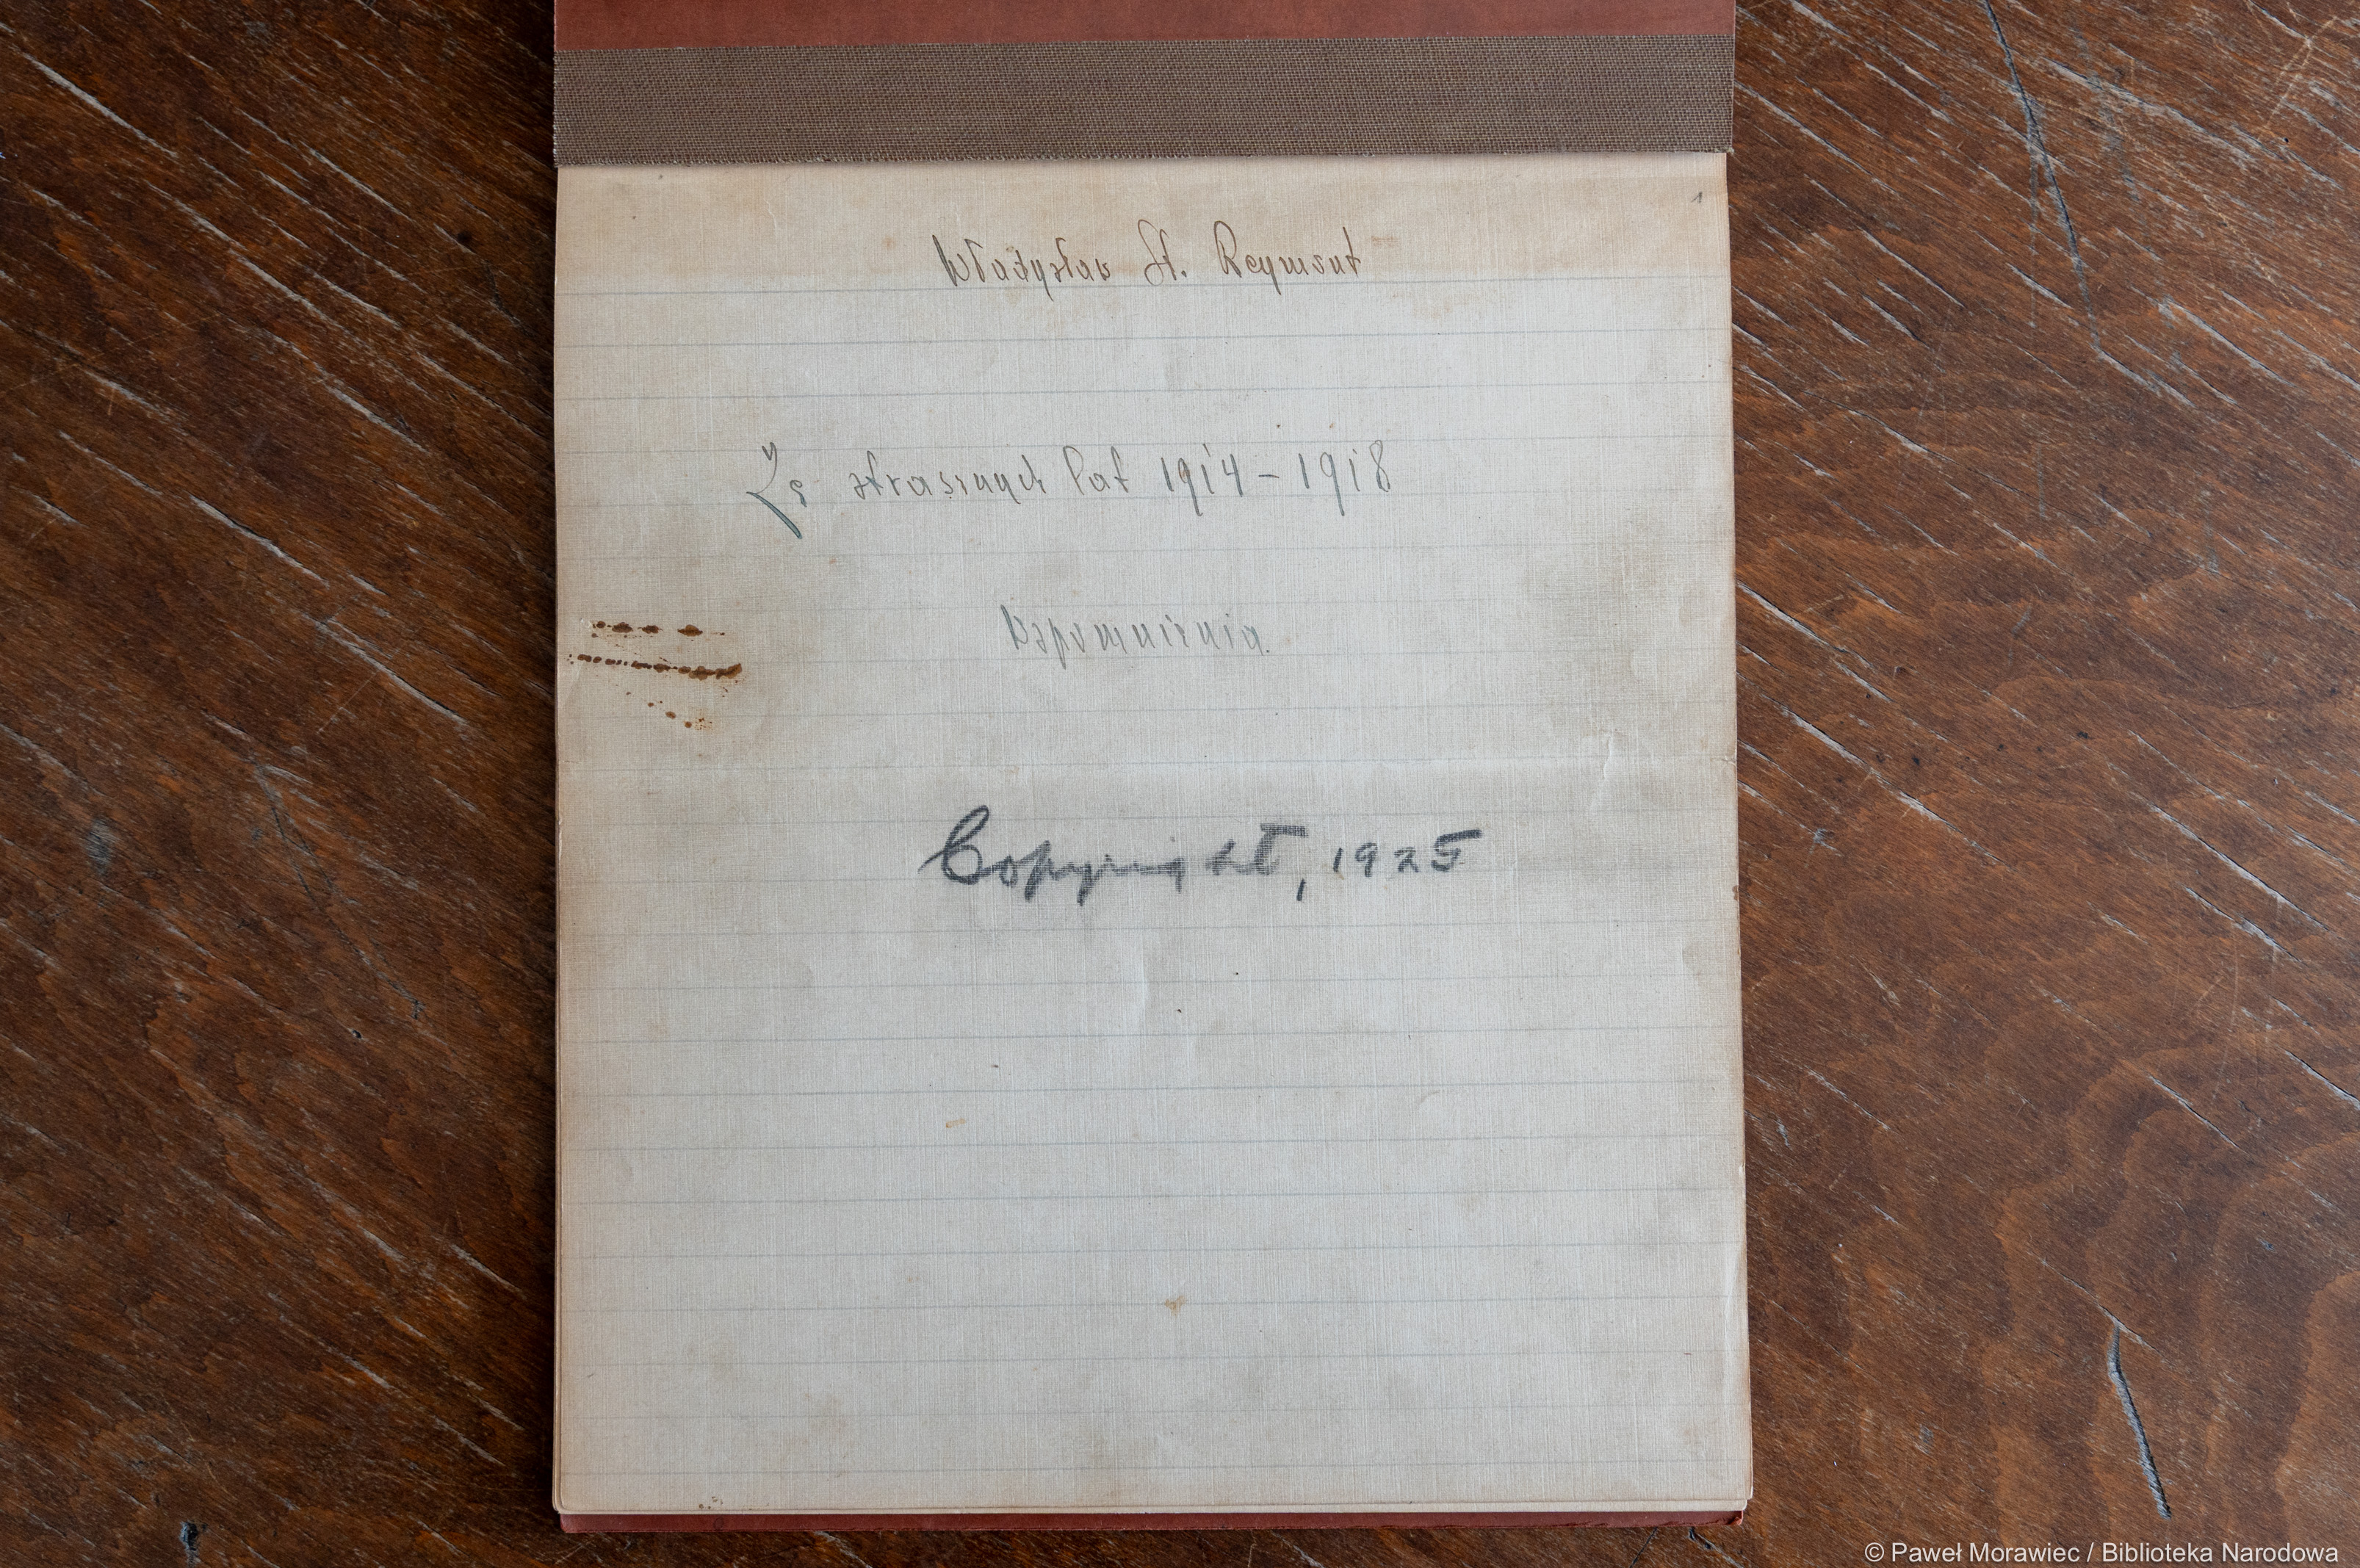 1
Władysław St. Reymont
Ze strasznych lat 1914 – 1918
Wspomnienia.
Copyright, 1925
© Paweł Morawiec / Biblioteka Narodowa